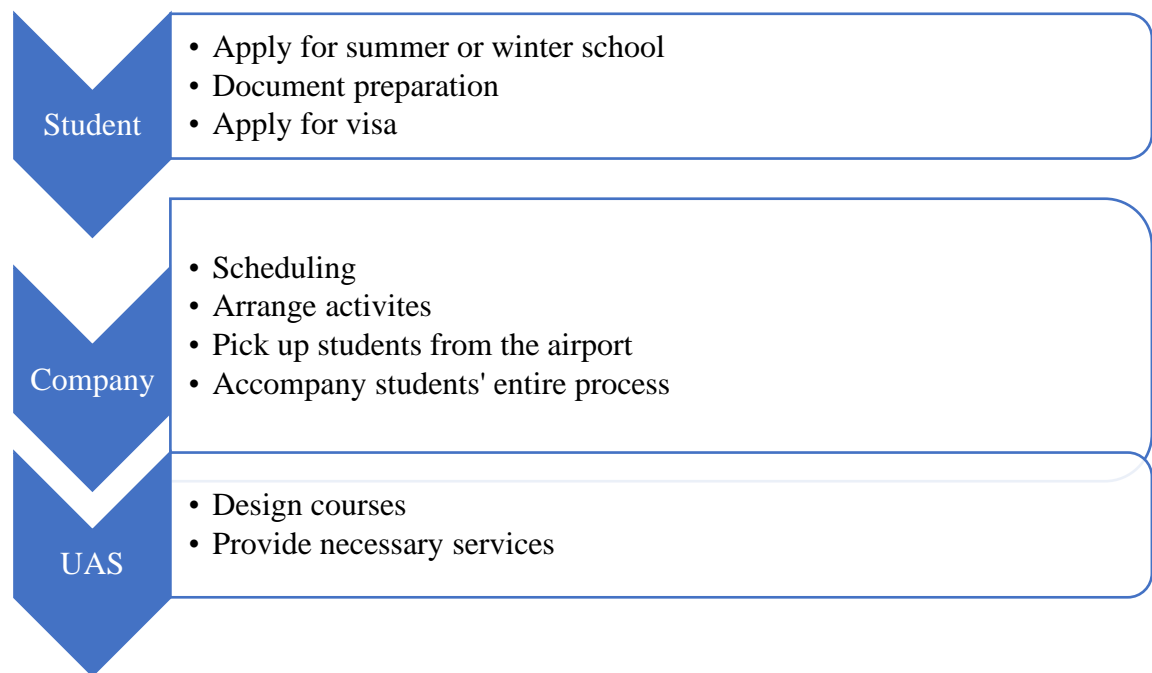 Student
• Apply for summer or winter school
• Document preparation
• Apply for visa
Company
• Scheduling
• Arrange activites
• Pick up students from the airport
• Accompany students' entire process
UAS
• Design courses
• Provide necessary services